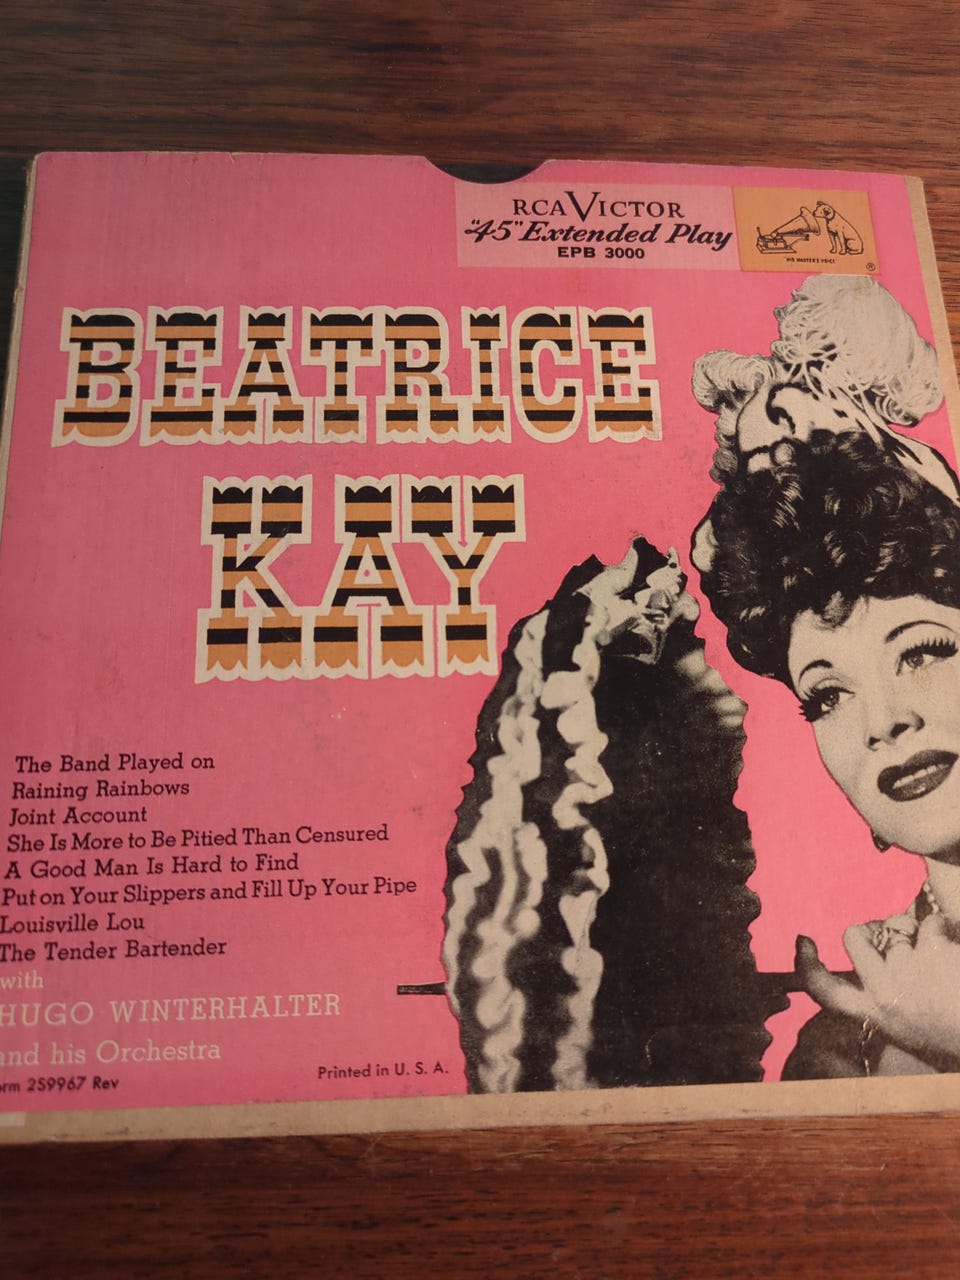 RCA VICTOR
"45" Extended Play
EPB 3000
"HIS MASTER'S VOICE"
®
BEATRICE
KAY
The Band Played on
Raining Rainbows
Joint Account
She Is More to Be Pitied Than Censured
A Good Man Is Hard to Find
Put on Your Slippers and Fill Up Your Pipe
Louisville Lou
The Tender Bartender
with
HUGO WINTERHALTER
and his Orchestra
orm 2S9967 Rev
Printed in U. S. A.